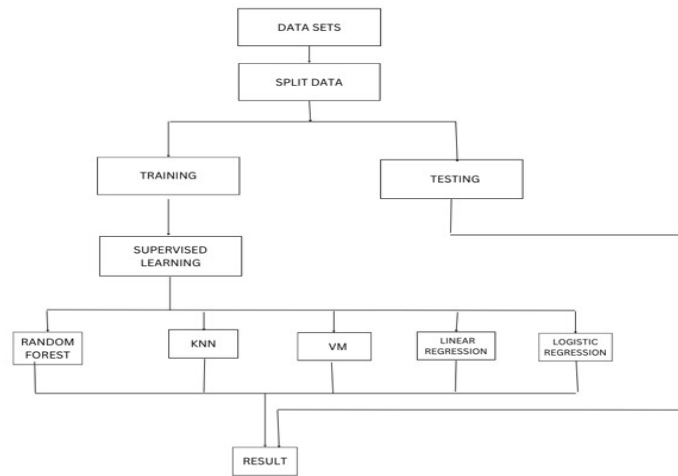 DATA SETS
SPLIT DATA
TRAINING
TESTING
SUPERVISED
LEARNING
RANDOM
FOREST
KNN
VM
LINEAR
REGRESSION
LOGISTIC
REGRESSION
RESULT